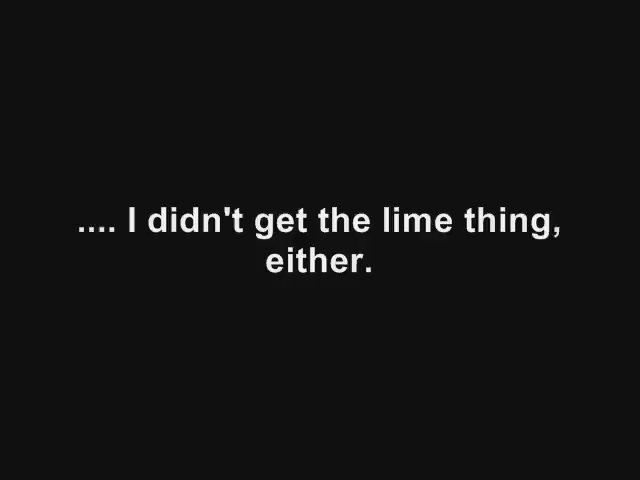 .... I didn't get the lime thing,
either.